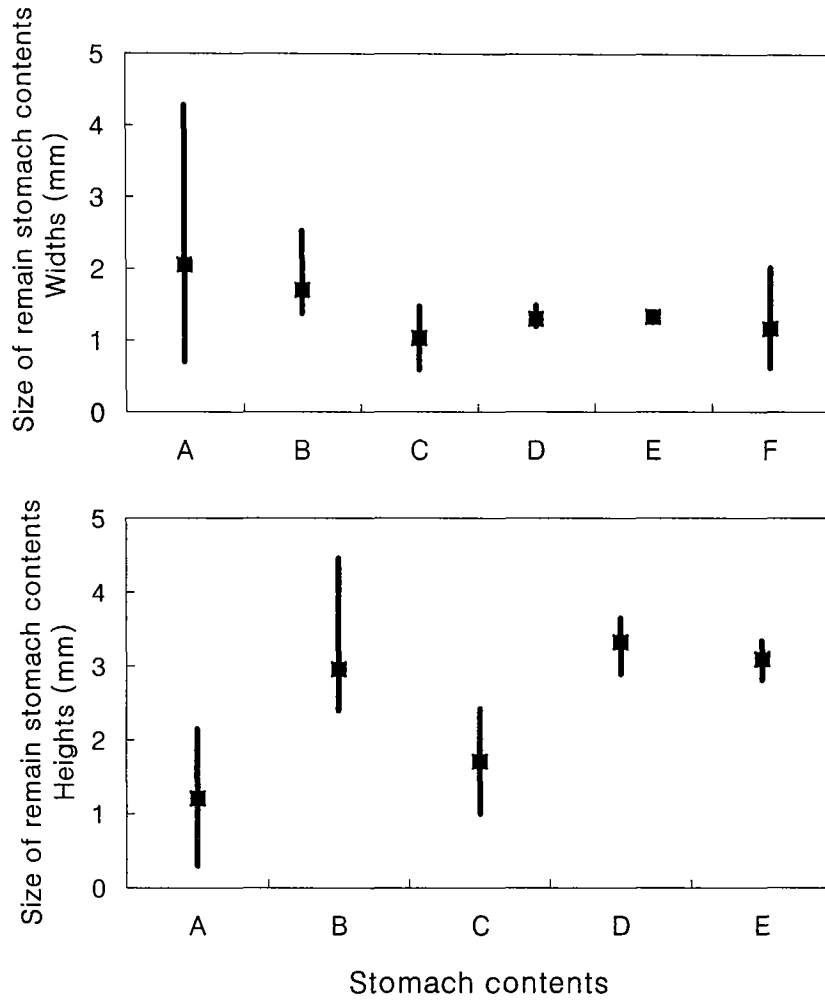 Size of remain stomach contents
Widths (mm)
5
4
3
2
1
0
A B C D E F
Size of remain stomach contents
Heights (mm)
5
4
3
2
1
0
A B C D E
Stomach contents